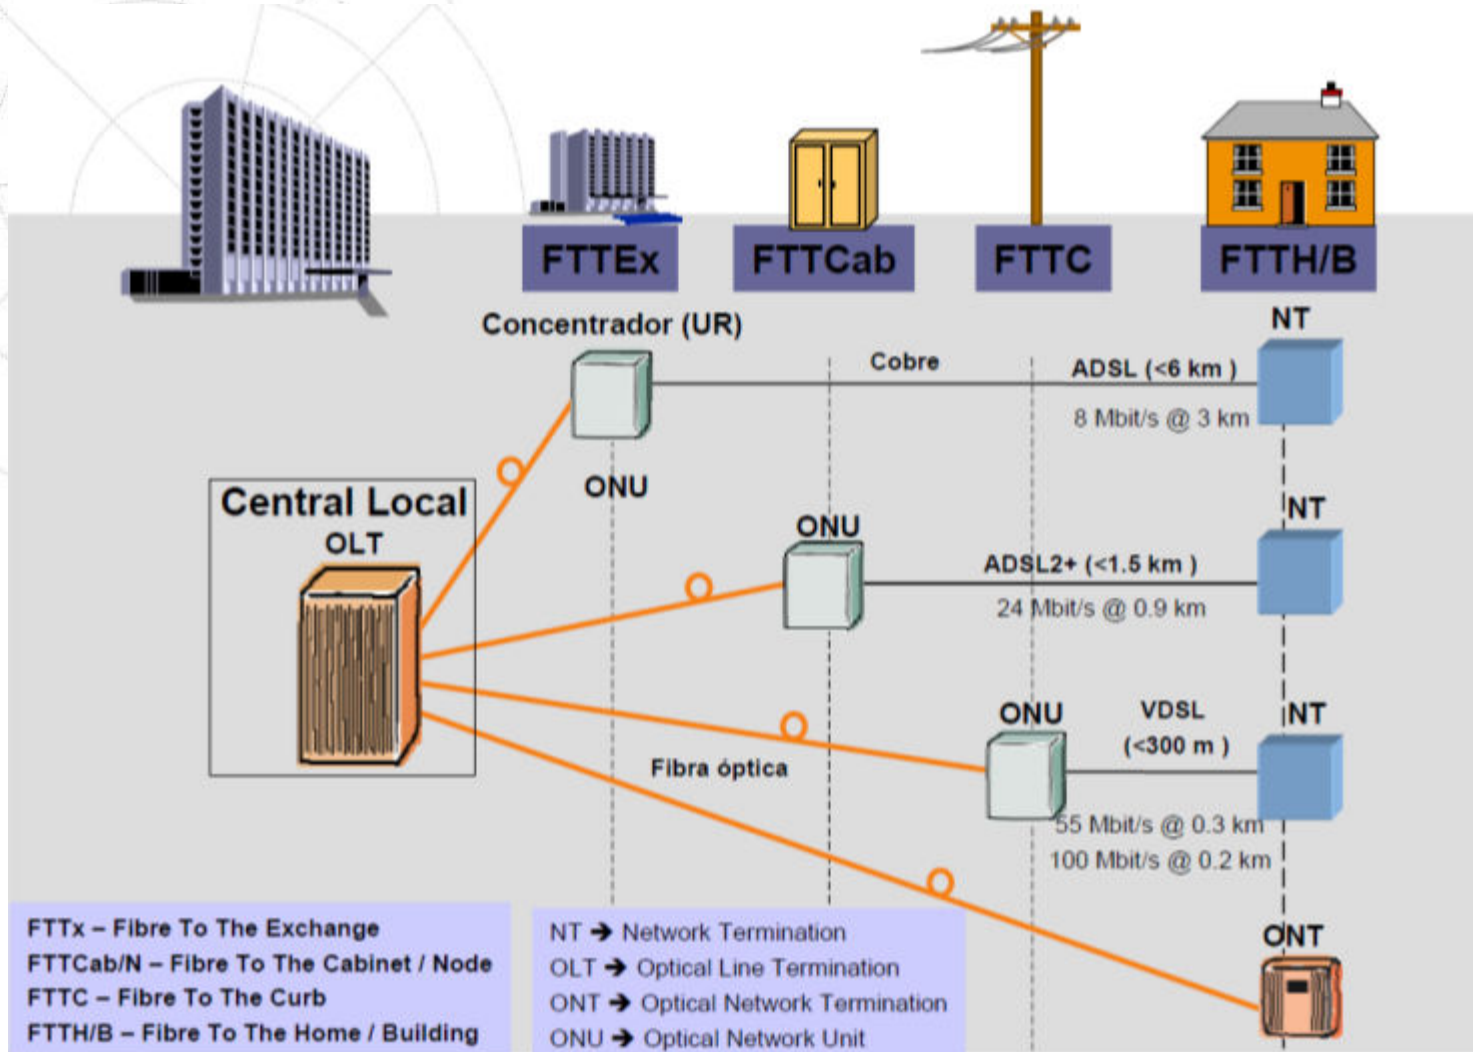 FTTEx
FTTCab
FTTC
FTTH/B
Concentrador (UR)
NT
Cobre
ADSL (<6 km )
8 Mbit/s @ 3 km
ONU
Central Local
OLT
ONU
NT
ADSL2+ (<1.5 km )
24 Mbit/s @ 0.9 km
ONU
VDSL
(<300 m )
NT
Fibra óptica
55 Mbit/s @ 0.3 km
100 Mbit/s @ 0.2 km
ONT
FTTx – Fibre To The Exchange
FTTCab/N – Fibre To The Cabinet / Node
FTTC – Fibre To The Curb
FTTH/B – Fibre To The Home / Building
NT ➔ Network Termination
OLT ➔ Optical Line Termination
ONT ➔ Optical Network Termination
ONU ➔ Optical Network Unit